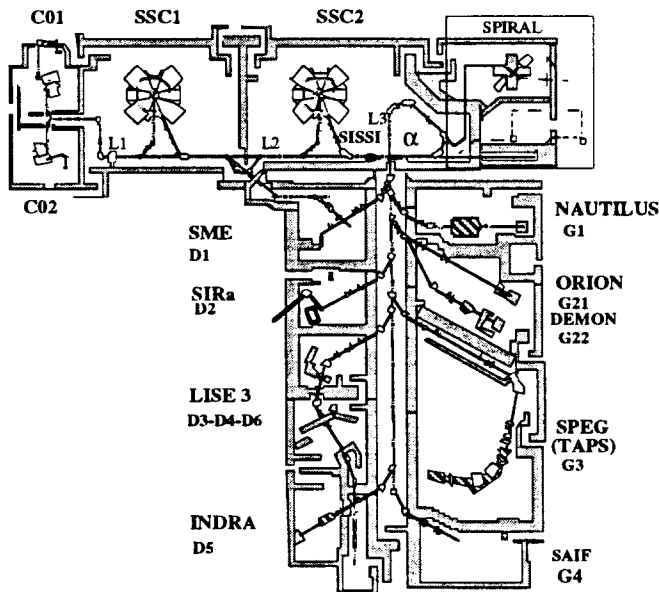 C01
SSC1
SSC2
SPIRAL
L1
L2
L3
SISSI
α
C02
SME
D1
NAUTILUS
G1
SIRa
D2
ORION
G21
DEMON
G22
LISE 3
D3-D4-D6
SPEG
(TAPS)
G3
INDRA
D5
SAIF
G4